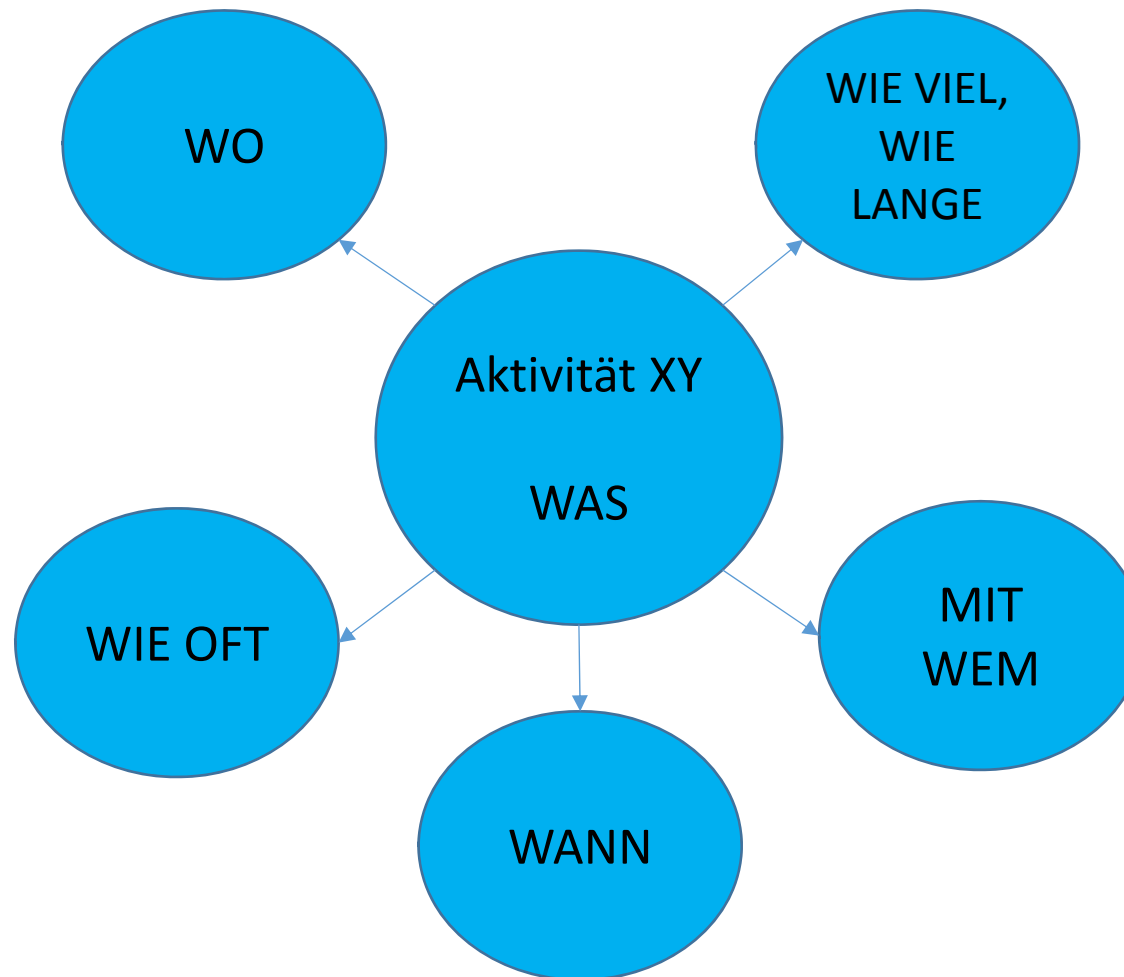 WO
WIE VIEL,
WIE
LANGE
Aktivität XY
WAS
WIE OFT
MIT
WEM
WANN